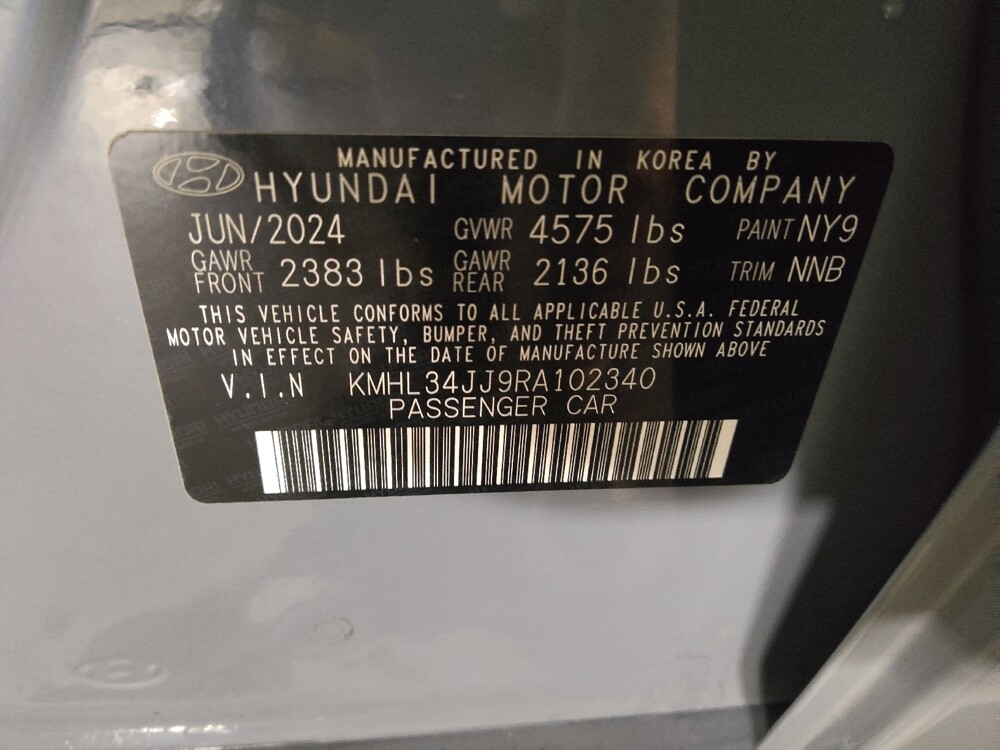 MANUFACTURED IN KOREA BY
HYUNDAI MOTOR COMPANY
JUN/2024 GVWR 4575 lbs PAINT NY9
GAWR FRONT 2383 lbs GAWR REAR 2136 lbs TRIM NNB
THIS VEHICLE CONFORMS TO ALL APPLICABLE U.S.A. FEDERAL
MOTOR VEHICLE SAFETY, BUMPER, AND THEFT PREVENTION STANDARDS
IN EFFECT ON THE DATE OF MANUFACTURE SHOWN ABOVE
V.I.N KMHL34JJ9RA102340
PASSENGER CAR